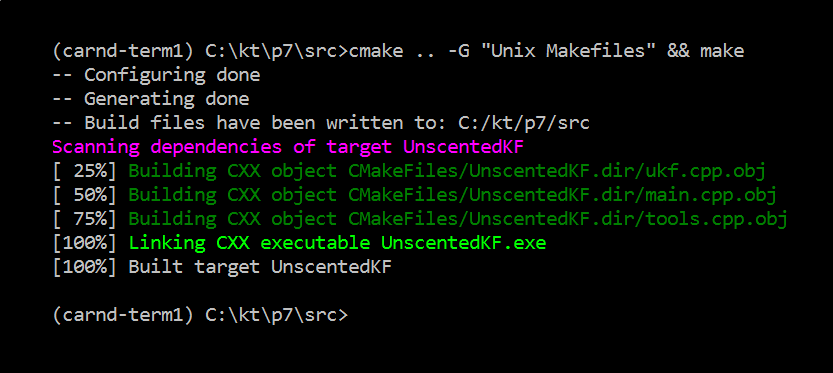 (carnd-term1) C:\kt\p7\src>cmake .. -G "Unix Makefiles" && make
-- Configuring done
-- Generating done
-- Build files have been written to: C:/kt/p7/src
Scanning dependencies of target UnscentedKF
[ 25%] Building CXX object CMakeFiles/UnscentedKF.dir/ukf.cpp.obj
[ 50%] Building CXX object CMakeFiles/UnscentedKF.dir/main.cpp.obj
[ 75%] Building CXX object CMakeFiles/UnscentedKF.dir/tools.cpp.obj
[100%] Linking CXX executable UnscentedKF.exe
[100%] Built target UnscentedKF
(carnd-term1) C:\kt\p7\src>